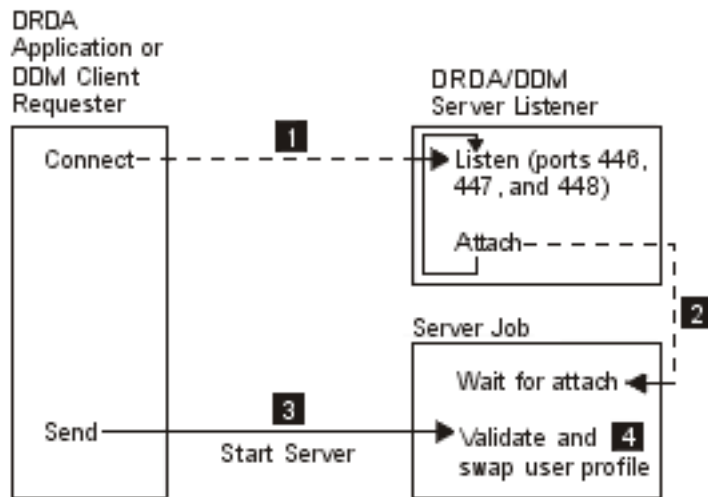 DRDA
Application or
DDM Client
Requester
DRDA/DDM
Server Listener
1
Connect
Listen (ports 446,
447, and 448)
Attach
2
Server Job
Wait for attach
3
Send
Start Server
Validate and 4
swap user profile